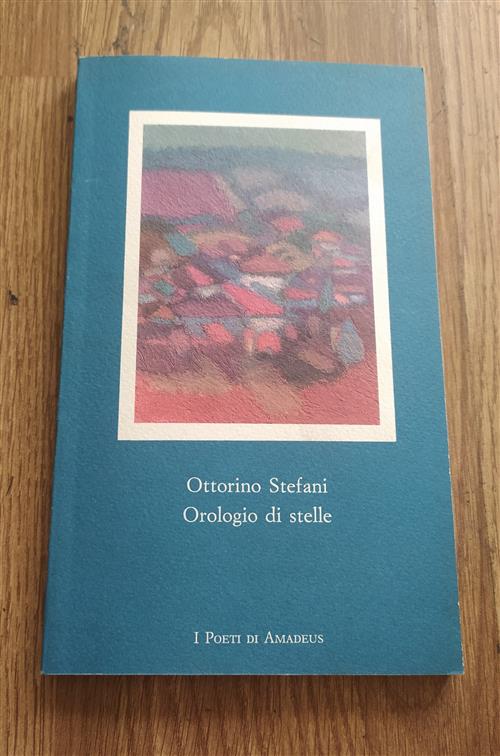 Ottorino Stefani
Orologio di stelle
I Poeti di Amadeus